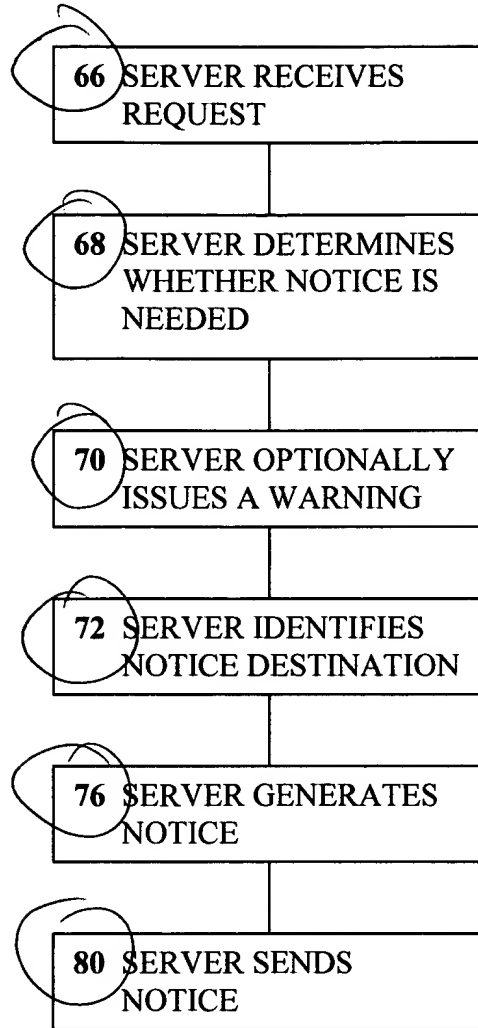 66 SERVER RECEIVES
REQUEST
68 SERVER DETERMINES
WHETHER NOTICE IS
NEEDED
70 SERVER OPTIONALLY
ISSUES A WARNING
72 SERVER IDENTIFIES
NOTICE DESTINATION
76 SERVER GENERATES
NOTICE
80 SERVER SENDS
NOTICE